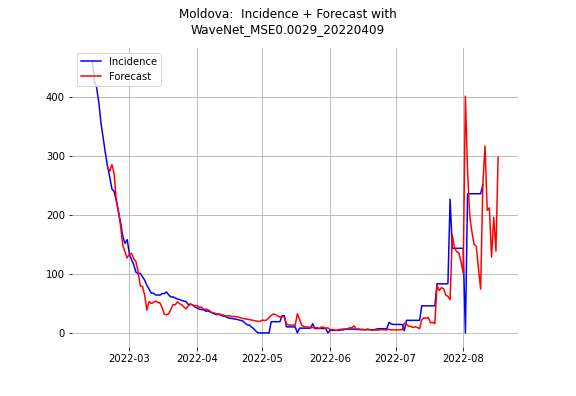 Moldova:  Incidence + Forecast with
WaveNet_MSE0.0029_20220409
Incidence
Forecast
400
300
200
100
0
2022-03 2022-04 2022-05 2022-06 2022-07 2022-08